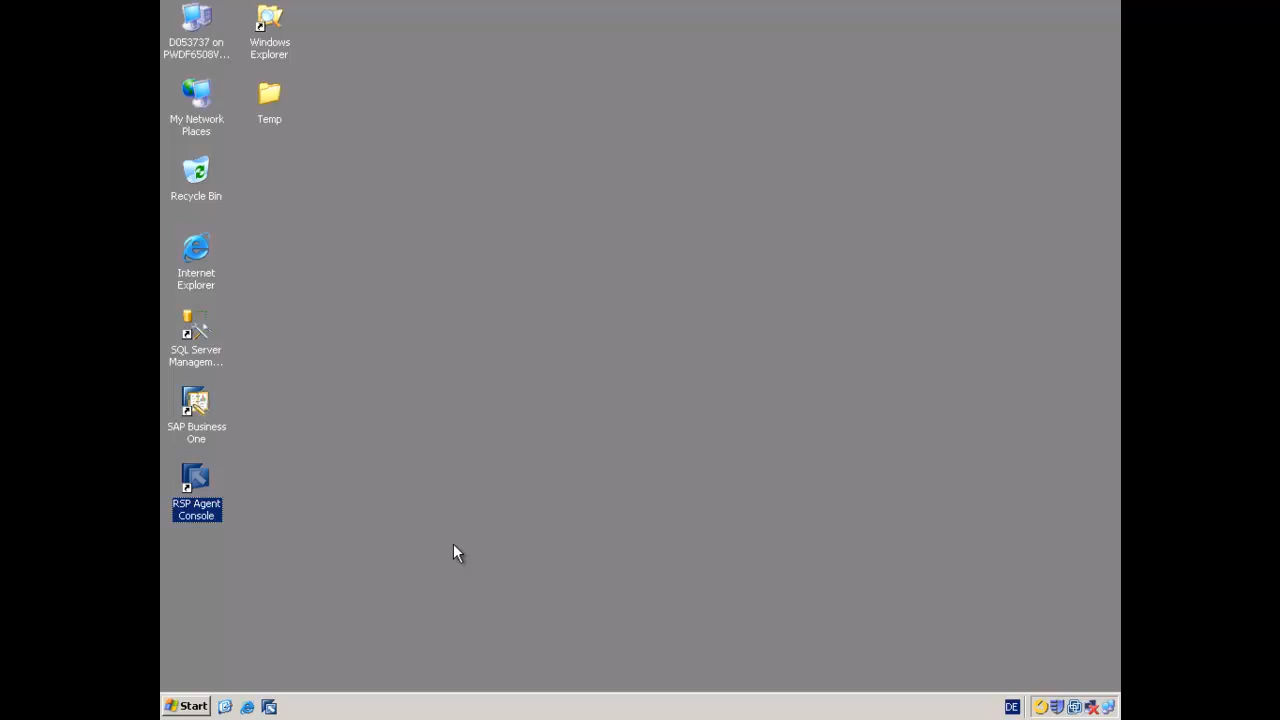 D053737 on
PWDF6508V...
Windows
Explorer
My Network
Places
Temp
Recycle Bin
Internet
Explorer
SQL Server
Managem...
SAP Business
One
RSP Agent
Console
Start
DE